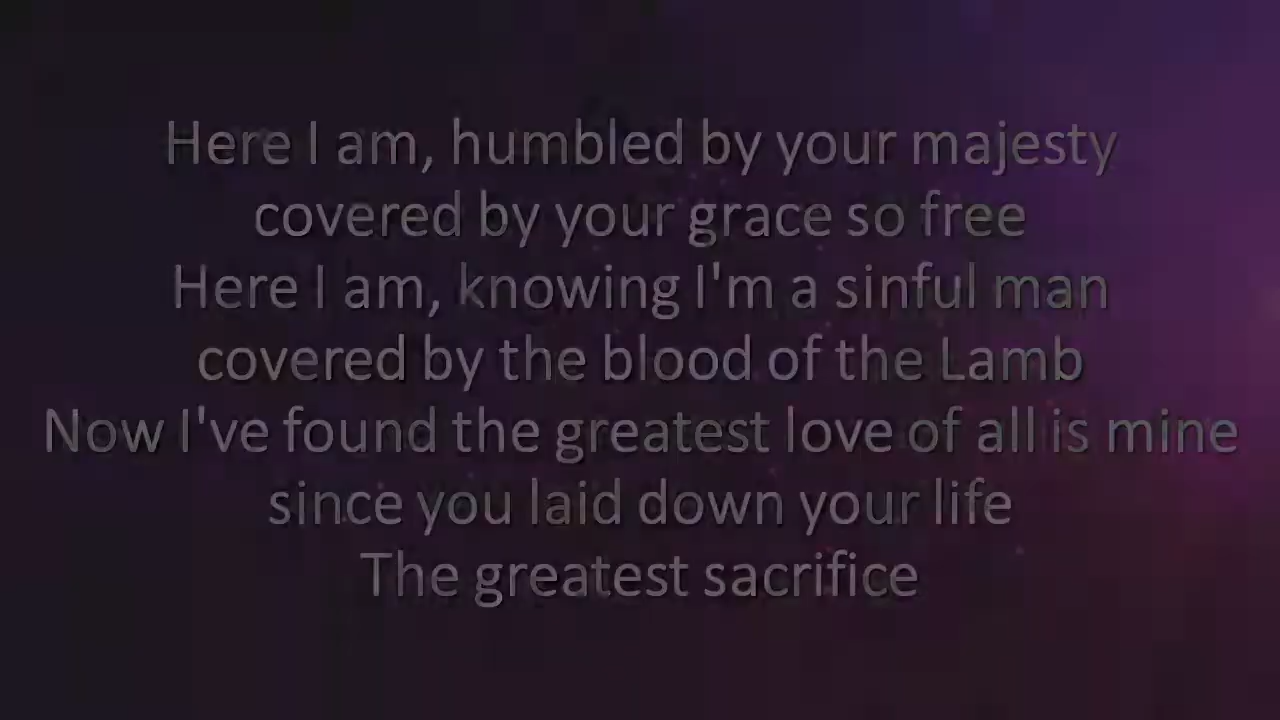 Here I am, humbled by your majesty
covered by your grace so free
Here I am, knowing I'm a sinful man
covered by the blood of the Lamb
Now I've found the greatest love of all is mine
since you laid down your life
The greatest sacrifice